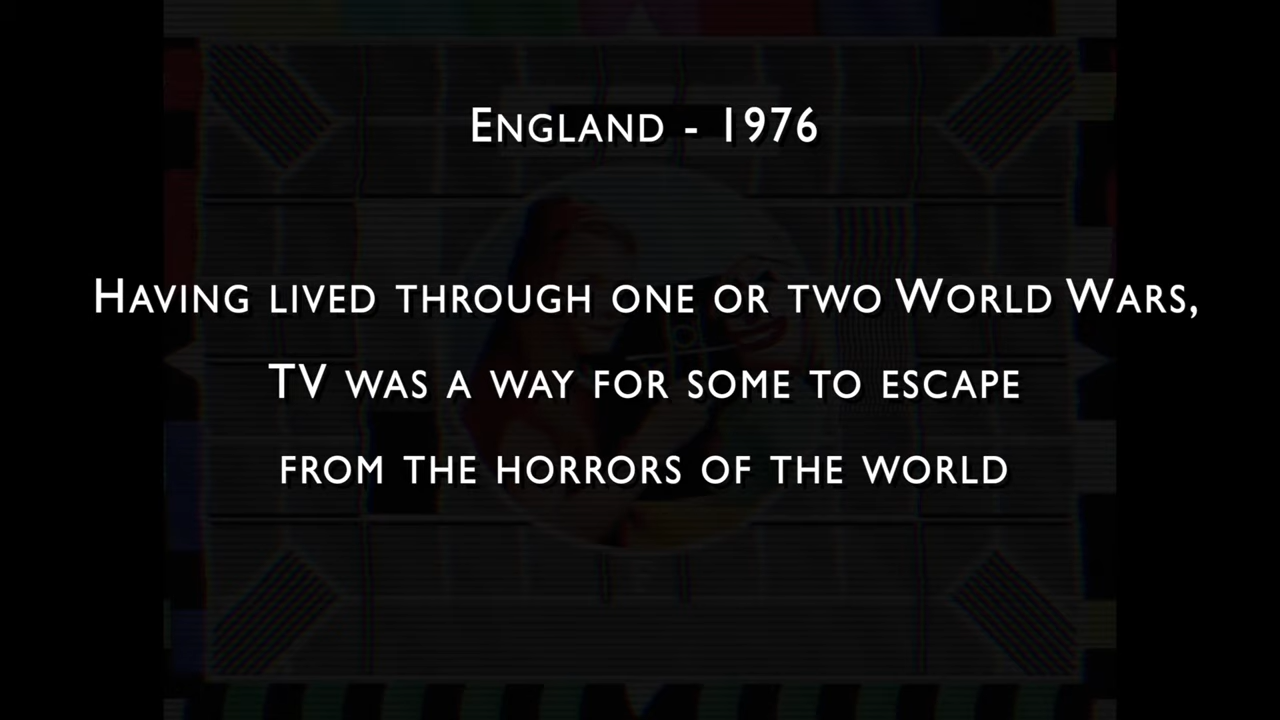 England - 1976
Having lived through one or two World Wars,
TV was a way for some to escape
from the horrors of the world